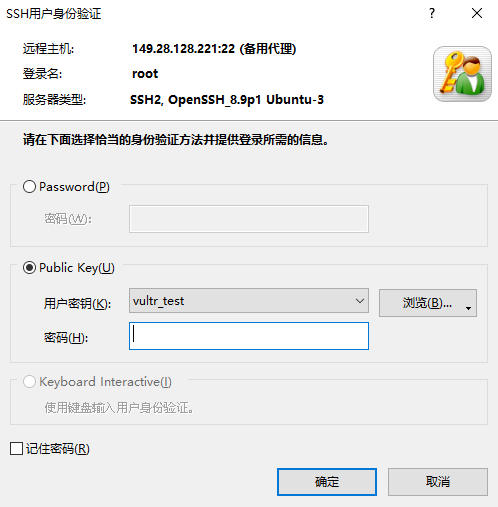 SSH用户身份验证
远程主机: 149.28.128.221:22 (备用代理)
登录名: root
服务器类型: SSH2, OpenSSH_8.9p1 Ubuntu-3
请在下面选择恰当的身份验证方法并提供登录所需的信息。
Password(P)
密码(W):
Public Key(U)
用户密钥(K): vultr_test 浏览(B)...
密码(H):
Keyboard Interactive(I)
使用键盘输入用户身份验证。
记住密码(R)
确定 取消